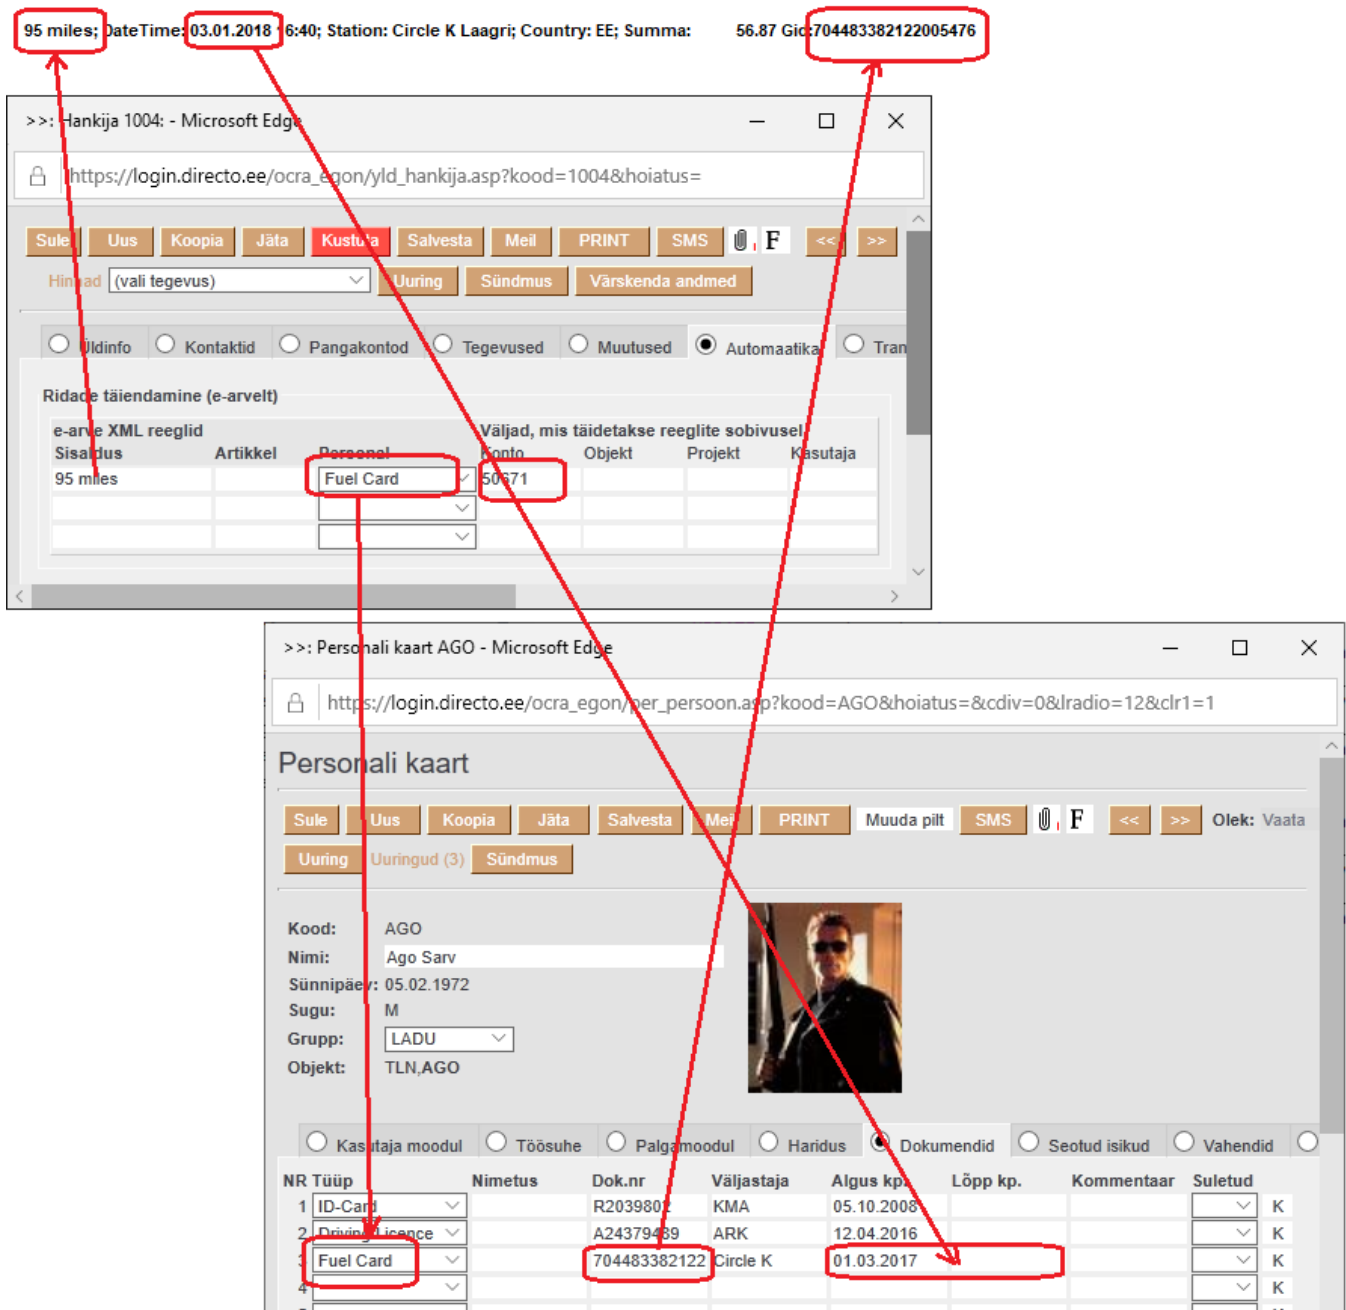 95 miles; DateTime: 03.01.2018 16:40; Station: Circle K Laagri; Country: EE; Summa: 56.87 Gid:704483382122005476
>>: Hankija 1004: - Microsoft Edge
https://login.directo.ee/ocra_egon/yld_hankija.asp?kood=1004&hoiatus=
Sule Uus Koopia Jäta Kustuta Salvesta Meil PRINT SMS F << >>
Hinnad (vali tegevus) Uuring Sündmus Värskenda andmed
Üldinfo Kontaktid Pangakontod Tegevused Muutused Automaatika Tran
Ridade täiendamine (e-arvelt)
e-arve XML reeglid Väljad, mis täidetakse reeglite sobivusel
Sisaldus Artikkel Personal Konto Objekt Projekt Kasutaja
95 miles Fuel Card 50671
>>: Personali kaart AGO - Microsoft Edge
https://login.directo.ee/ocra_egon/per_persoon.asp?kood=AGO&hoiatus=&cdiv=0&lradio=12&clr1=1
Personali kaart
Sule Uus Koopia Jäta Salvesta Meil PRINT Muuda pilt SMS F << >> Olek: Vaata
Uuring Uuringud (3) Sündmus
Kood: AGO
Nimi: Ago Sarv
Sünnipäev: 05.02.1972
Sugu: M
Grupp: LADU
Objekt: TLN,AGO
Kasutaja moodul Töösuhe Palgamoodul Haridus Dokumendid Seotud isikud Vahendid
NR Tüüp Nimetus Dok.nr Väljastaja Algus kp. Lõpp kp. Kommentaar Suletud
1 ID-Card R2039802 KMA 05.10.2008 K
2 Driving Licence A24379489 ARK 12.04.2016 K
3 Fuel Card 704483382122 Circle K 01.03.2017 K
4 K